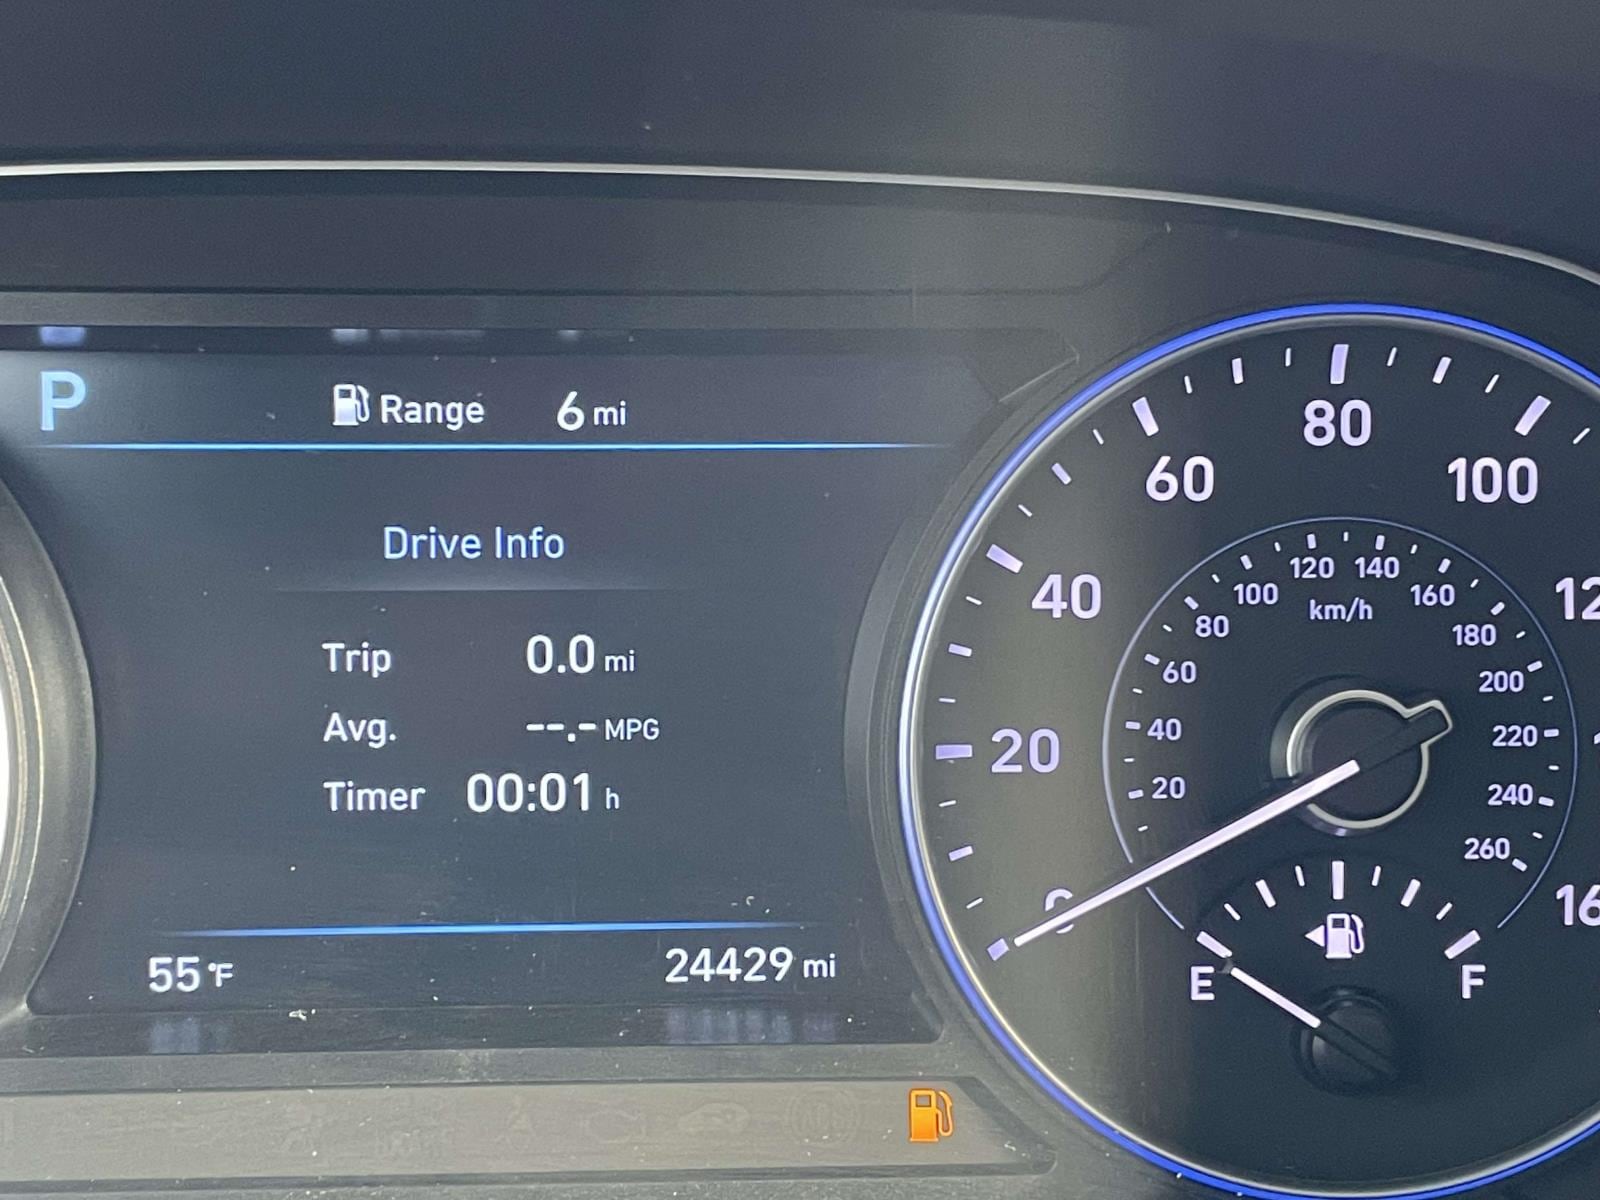 P
Range 6 mi
Drive Info
Trip 0.0 mi
Avg. --.- MPG
Timer 00:01 h
55 °F
24429 mi
0
20
40
60
80
100
20
40
60
80
100
120
140
160
180
200
220
240
260
km/h
E
F